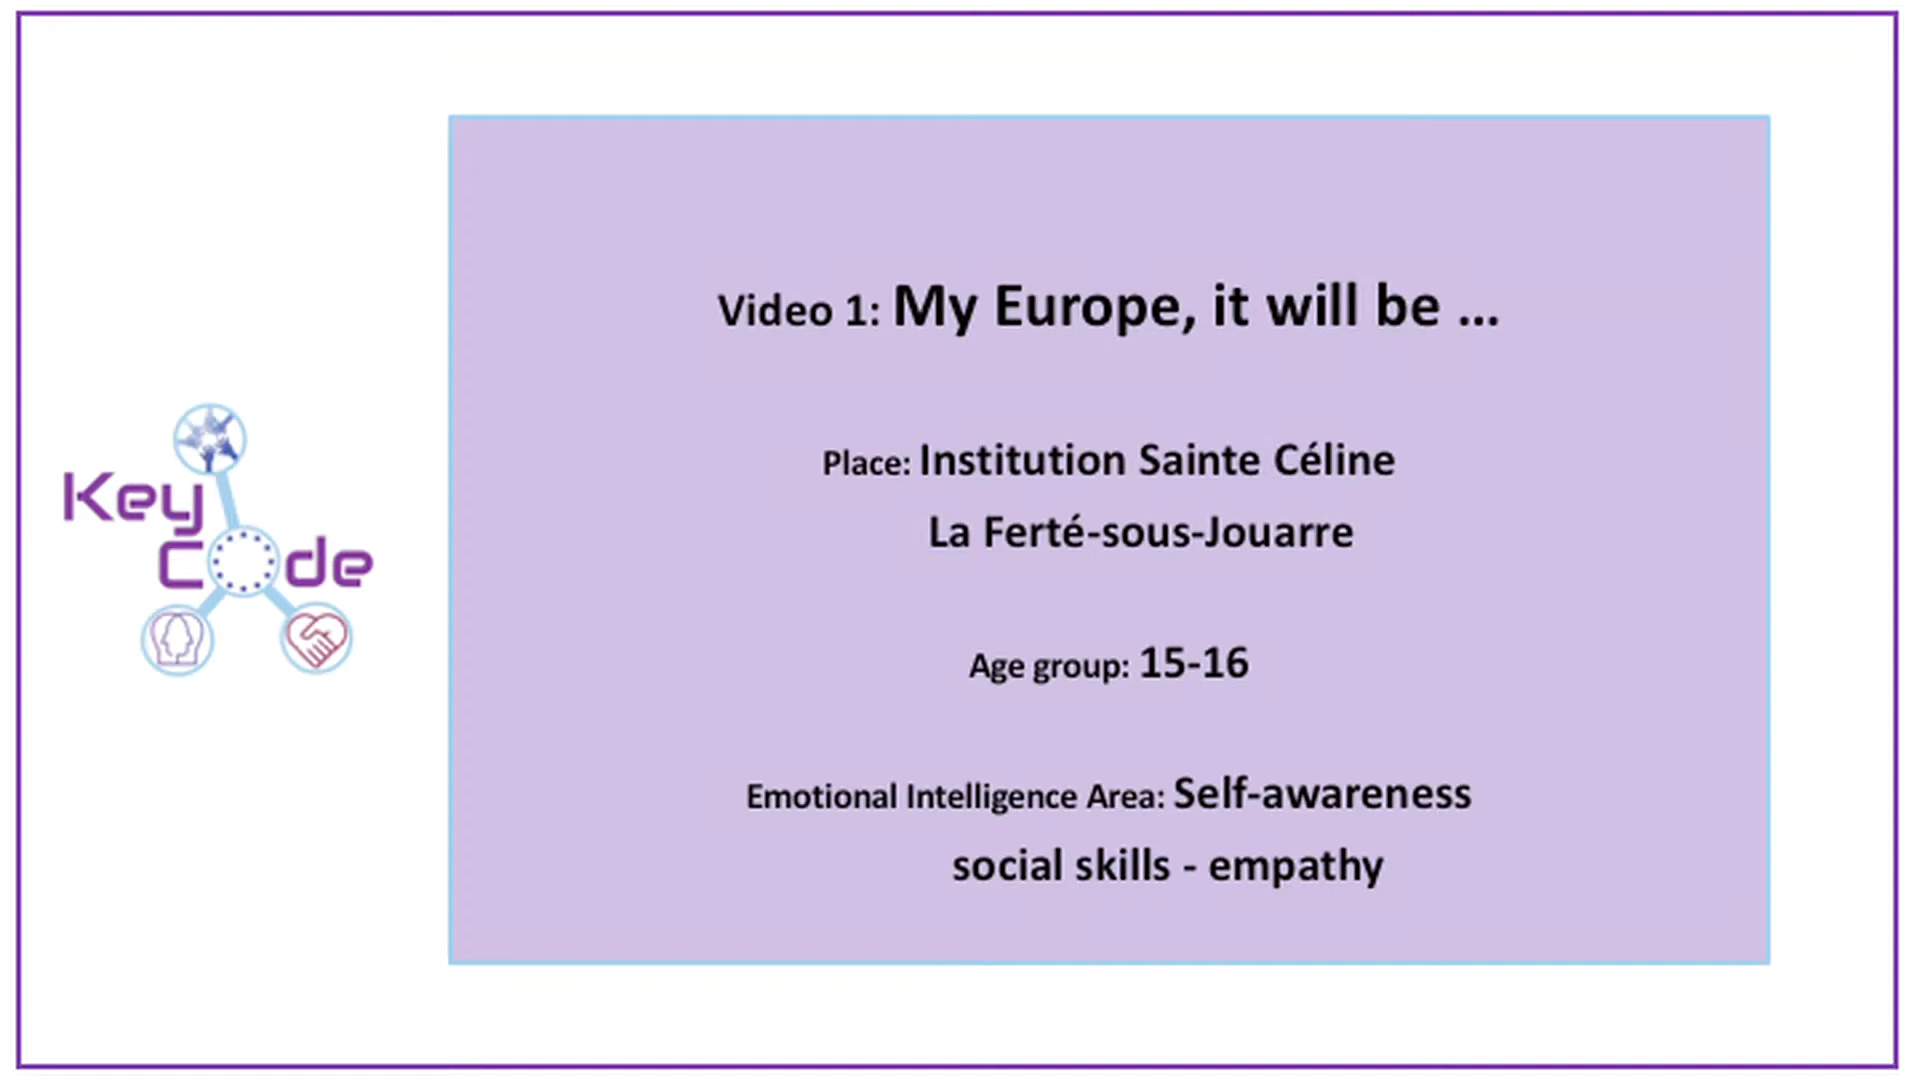 Key
Code
Video 1: My Europe, it will be ...
Place: Institution Sainte Céline
La Ferté-sous-Jouarre
Age group: 15-16
Emotional Intelligence Area: Self-awareness
social skills - empathy